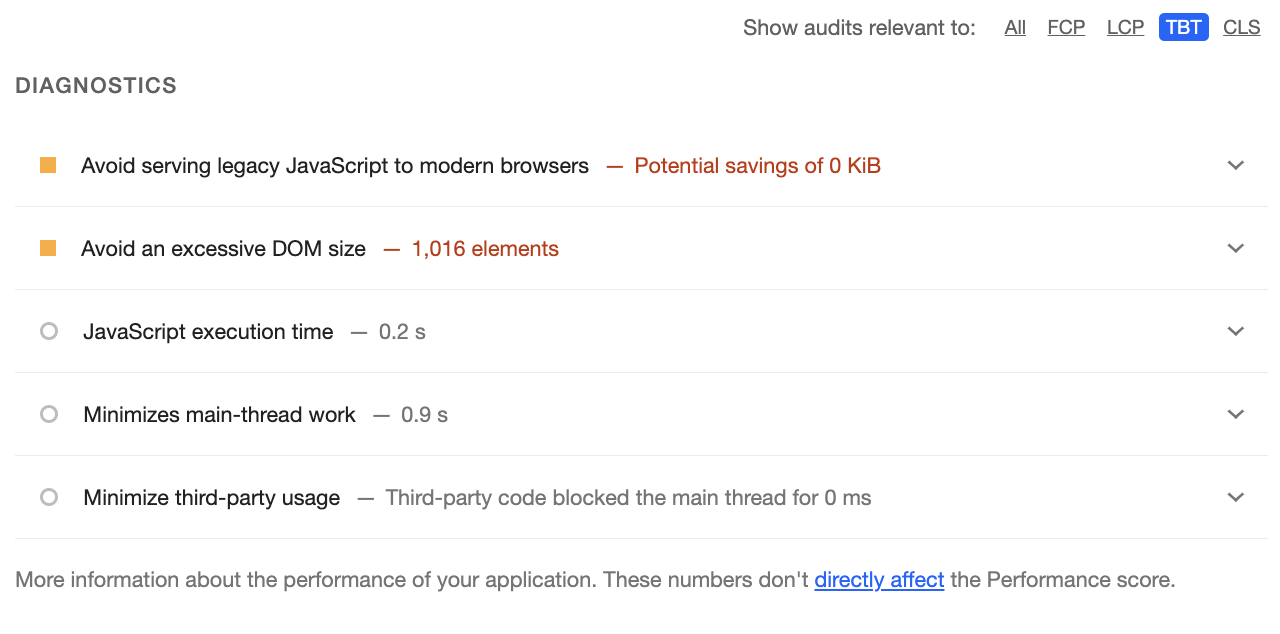 Show audits relevant to: All FCP LCP TBT CLS
DIAGNOSTICS
Avoid serving legacy JavaScript to modern browsers — Potential savings of 0 KiB
Avoid an excessive DOM size — 1,016 elements
JavaScript execution time — 0.2 s
Minimizes main-thread work — 0.9 s
Minimize third-party usage — Third-party code blocked the main thread for 0 ms
More information about the performance of your application. These numbers don't directly affect the Performance score.